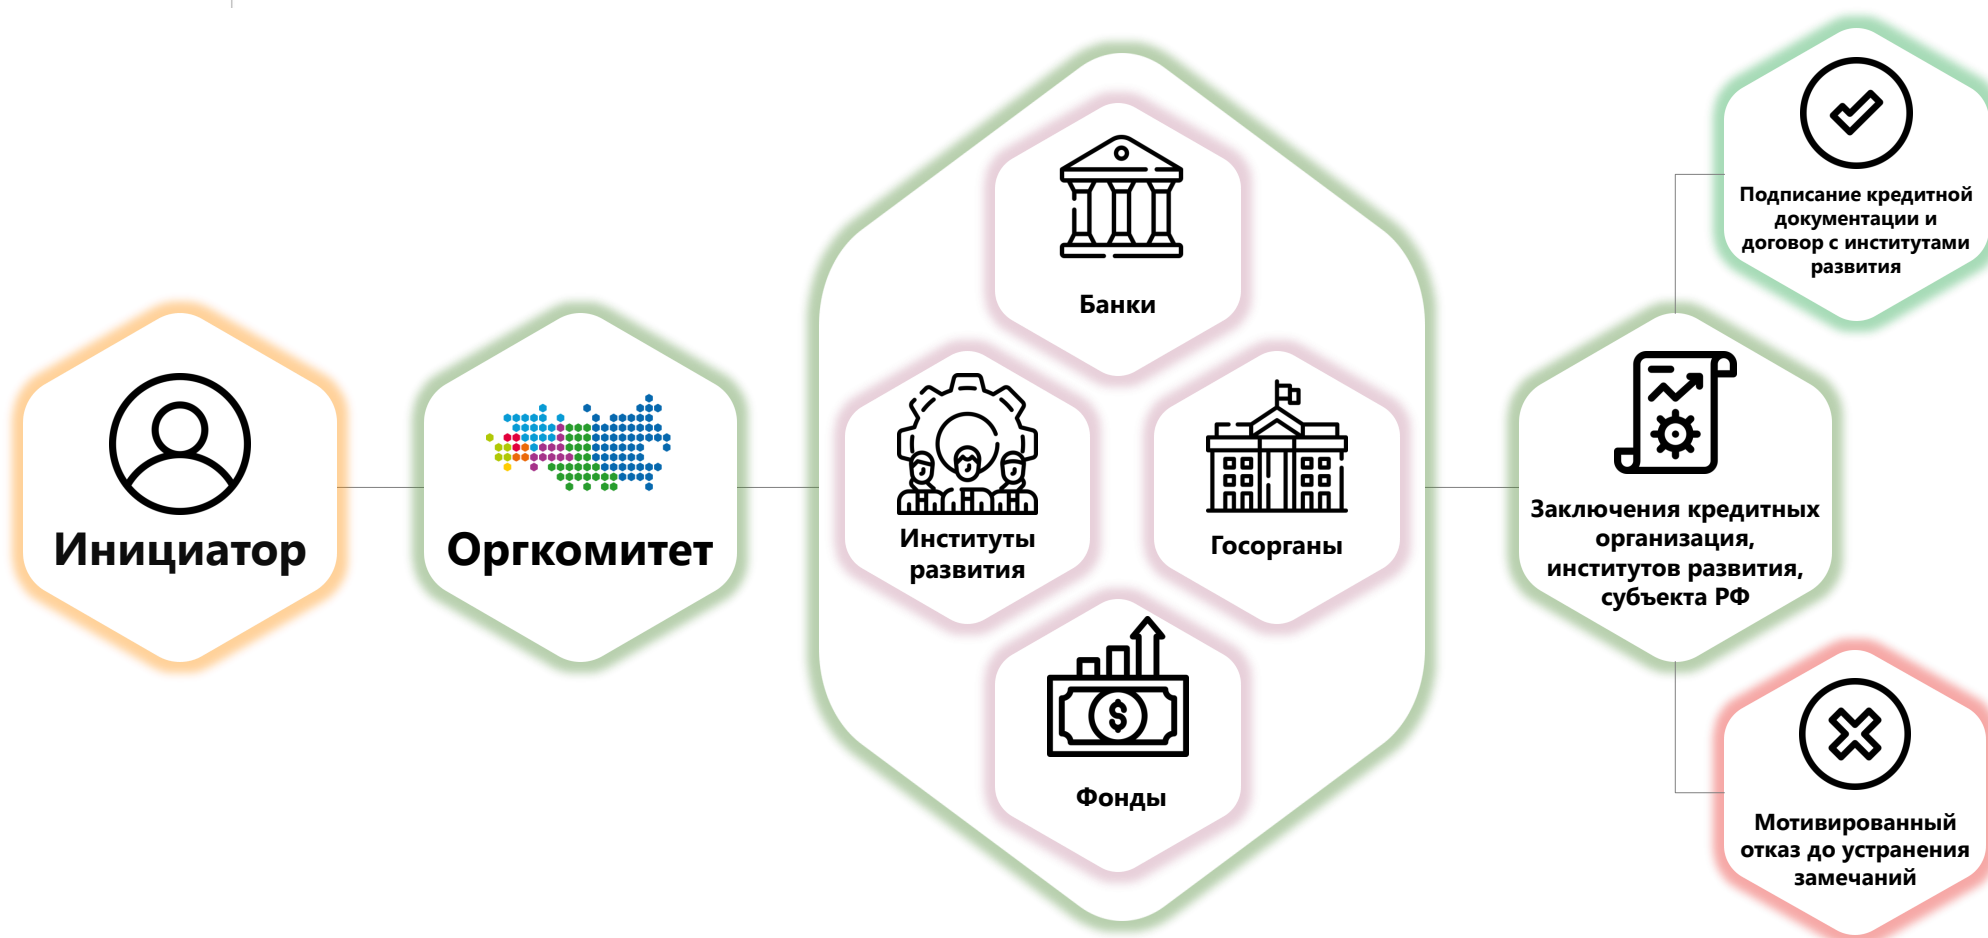 Инициатор
Оргкомитет
Банки
Институты
развития
Госорганы
Фонды
Заключения кредитных
организация,
институтов развития,
субъекта РФ
Подписание кредитной
документации и
договор с институтами
развития
Мотивированный
отказ до устранения
замечаний